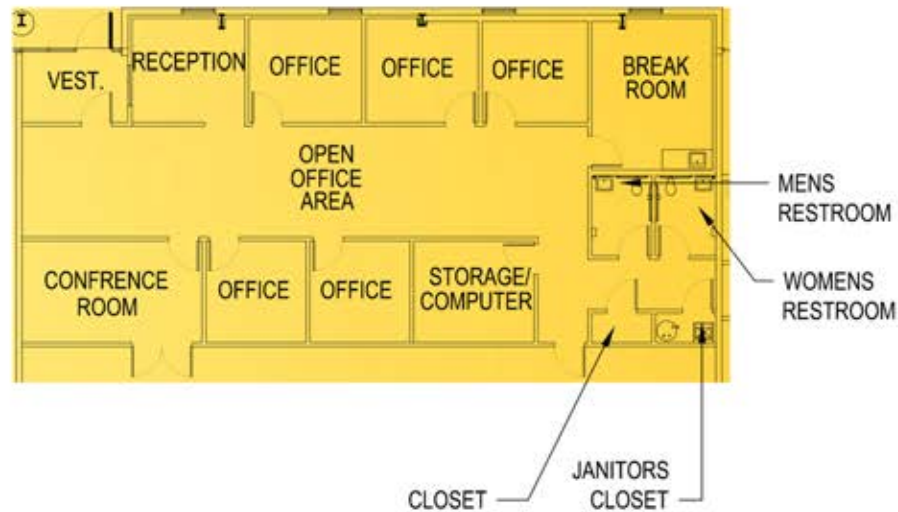 VEST.
RECEPTION
OFFICE
OFFICE
OFFICE
BREAK
ROOM
OPEN
OFFICE
AREA
MENS
RESTROOM
CONFRENCE
ROOM
OFFICE
OFFICE
STORAGE/
COMPUTER
WOMENS
RESTROOM
CLOSET
JANITORS
CLOSET